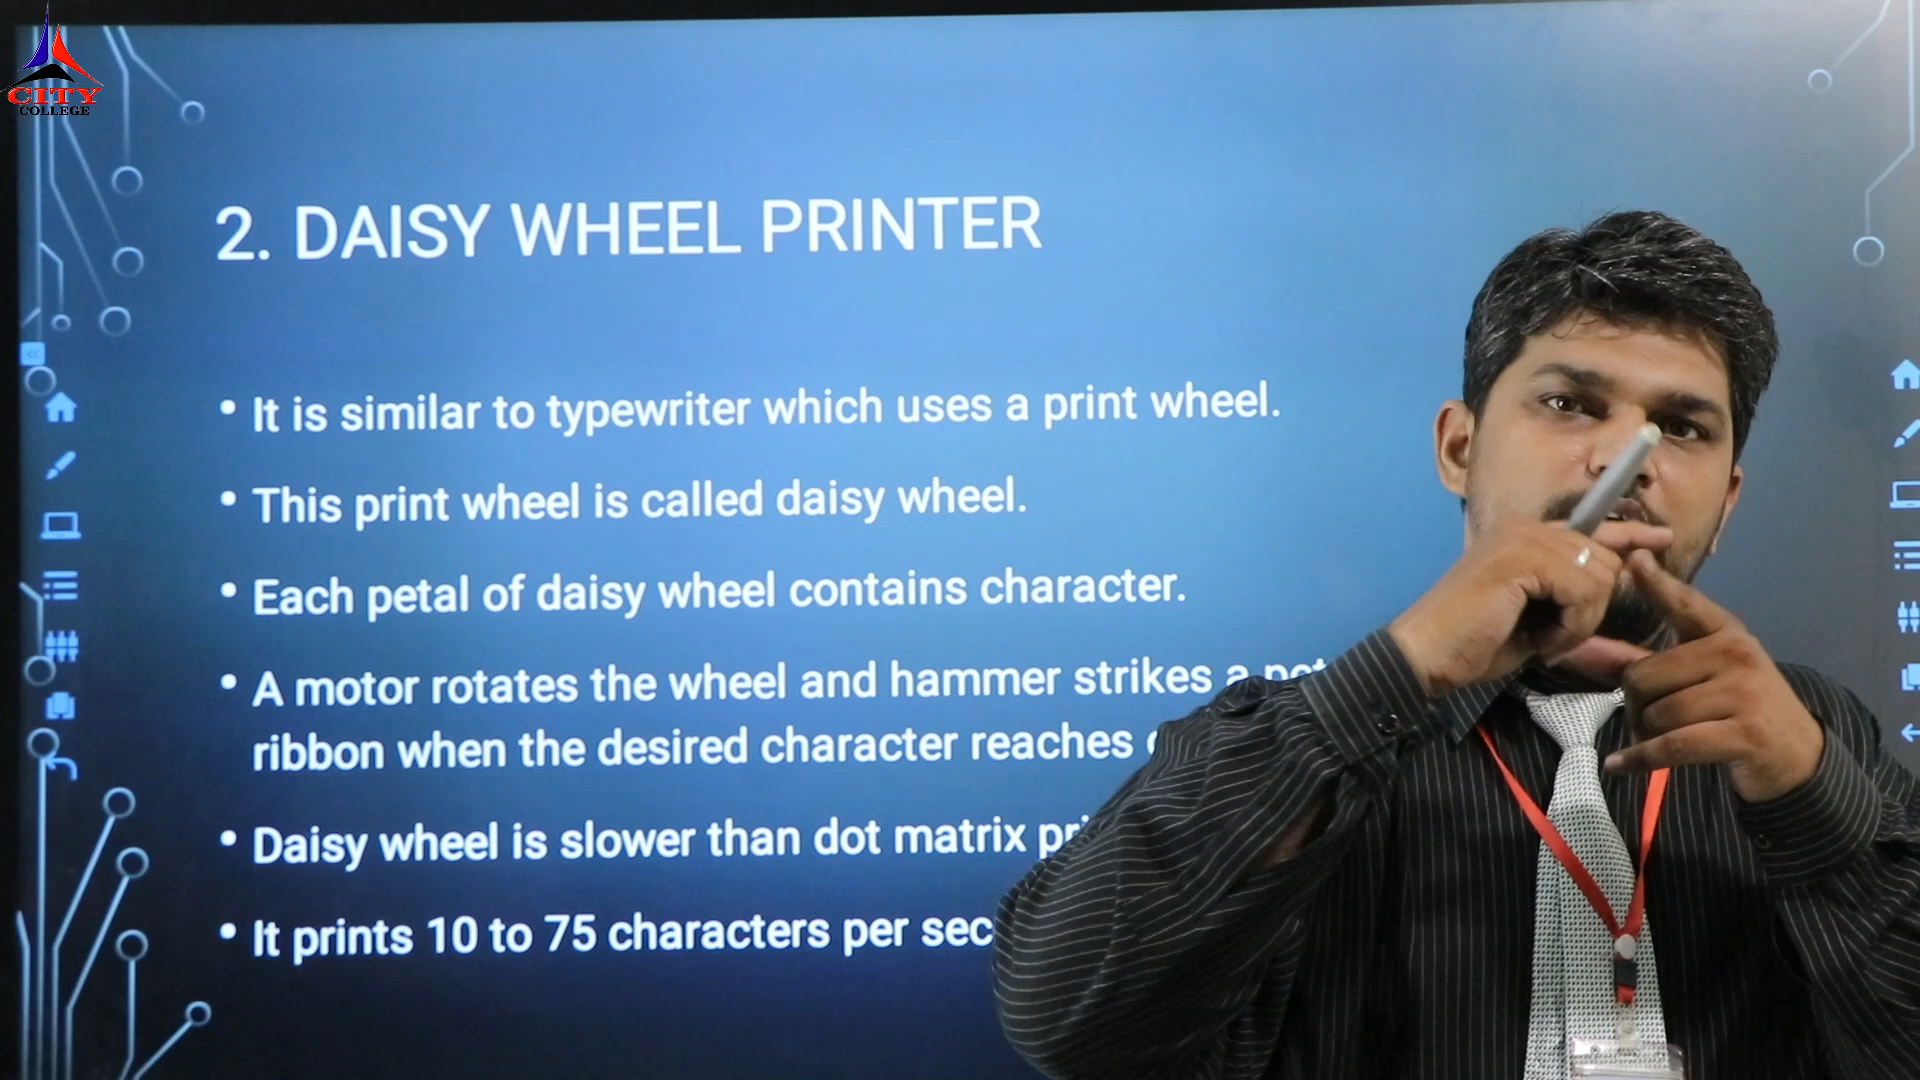 CITY
COLLEGE
2. DAISY WHEEL PRINTER
• It is similar to typewriter which uses a print wheel.
• This print wheel is called daisy wheel.
• Each petal of daisy wheel contains character.
• A motor rotates the wheel and hammer strikes a
ribbon when the desired character reaches
• Daisy wheel is slower than dot matrix
• It prints 10 to 75 characters per